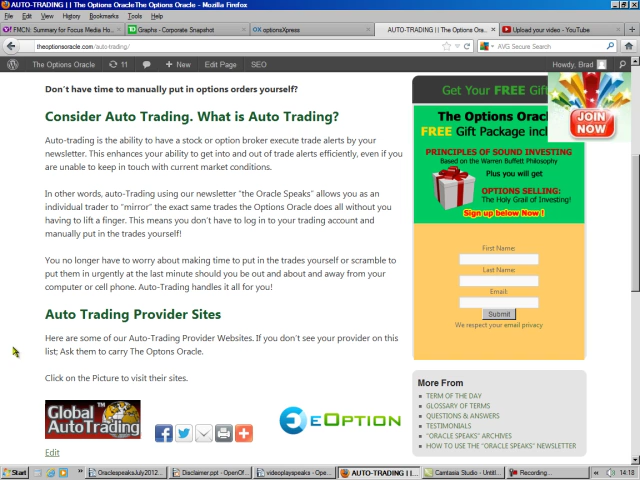 AUTO-TRADING | The Options OracleThe Options Oracle - Mozilla Firefox
File Edit View History Bookmarks Tools Help
FMCN: Summary for Focus Media Ho...
Graphs - Corporate Snapshot
optionsXpress
AUTO-TRADING | | The Options Ora...
Upload your video - YouTube
theoptionsoracle.com/auto-trading/
AVG Secure Search
The Options Oracle 11 + New Edit Page SEO
Howdy, Brad
Don't have time to manually put in options orders yourself?
Consider Auto Trading. What is Auto Trading?
Auto-trading is the ability to have a stock or option broker execute trade alerts by your
newsletter. This enhances your ability to get into and out of trade alerts efficiently, even if you
are unable to keep in touch with current market conditions.
In other words, auto-Trading using our newsletter "the Oracle Speaks" allows you as an
individual trader to "mirror" the exact same trades the Options Oracle does all without you
having to lift a finger. This means you don't have to log in to your trading account and
manually put in the trades yourself!
You no longer have to worry about making time to put in the trades yourself or scramble to
put them in urgently at the last minute should you be out and about and away from your
computer or cell phone. Auto-Trading handles it all for you!
Auto Trading Provider Sites
Here are some of our Auto-Trading Provider Websites. If you don't see your provider on this
list; Ask them to carry The Optons Oracle.
Click on the Picture to visit their sites.
Global
AutoTrading
™
eOPTION
Edit
Get Your FREE Gif
JOIN
NOW
The Options Orac
FREE Gift Package inclu
PRINCIPLES OF SOUND INVESTING
Based on the Warren Buffett Philosophy
Plus you will get
OPTIONS SELLING:
The Holy Grail of Investing!
Sign up below Now !
First Name:
Last Name:
Email:
Submit
We respect your email privacy
More From
TERM OF THE DAY
GLOSSARY OF TERMS
QUESTIONS & ANSWERS
TESTIMONIALS
"ORACLE SPEAKS" ARCHIVES
HOW TO USE THE "ORACLE SPEAKS" NEWSLETTER
Start
OraclespeaksJuly2012...
Daclaimer.ppt - OpenOf...
videoplayspeaks - Ope...
AUTO-TRADING | |...
Camtasia Studio - Untitl...
Recording...
14:18